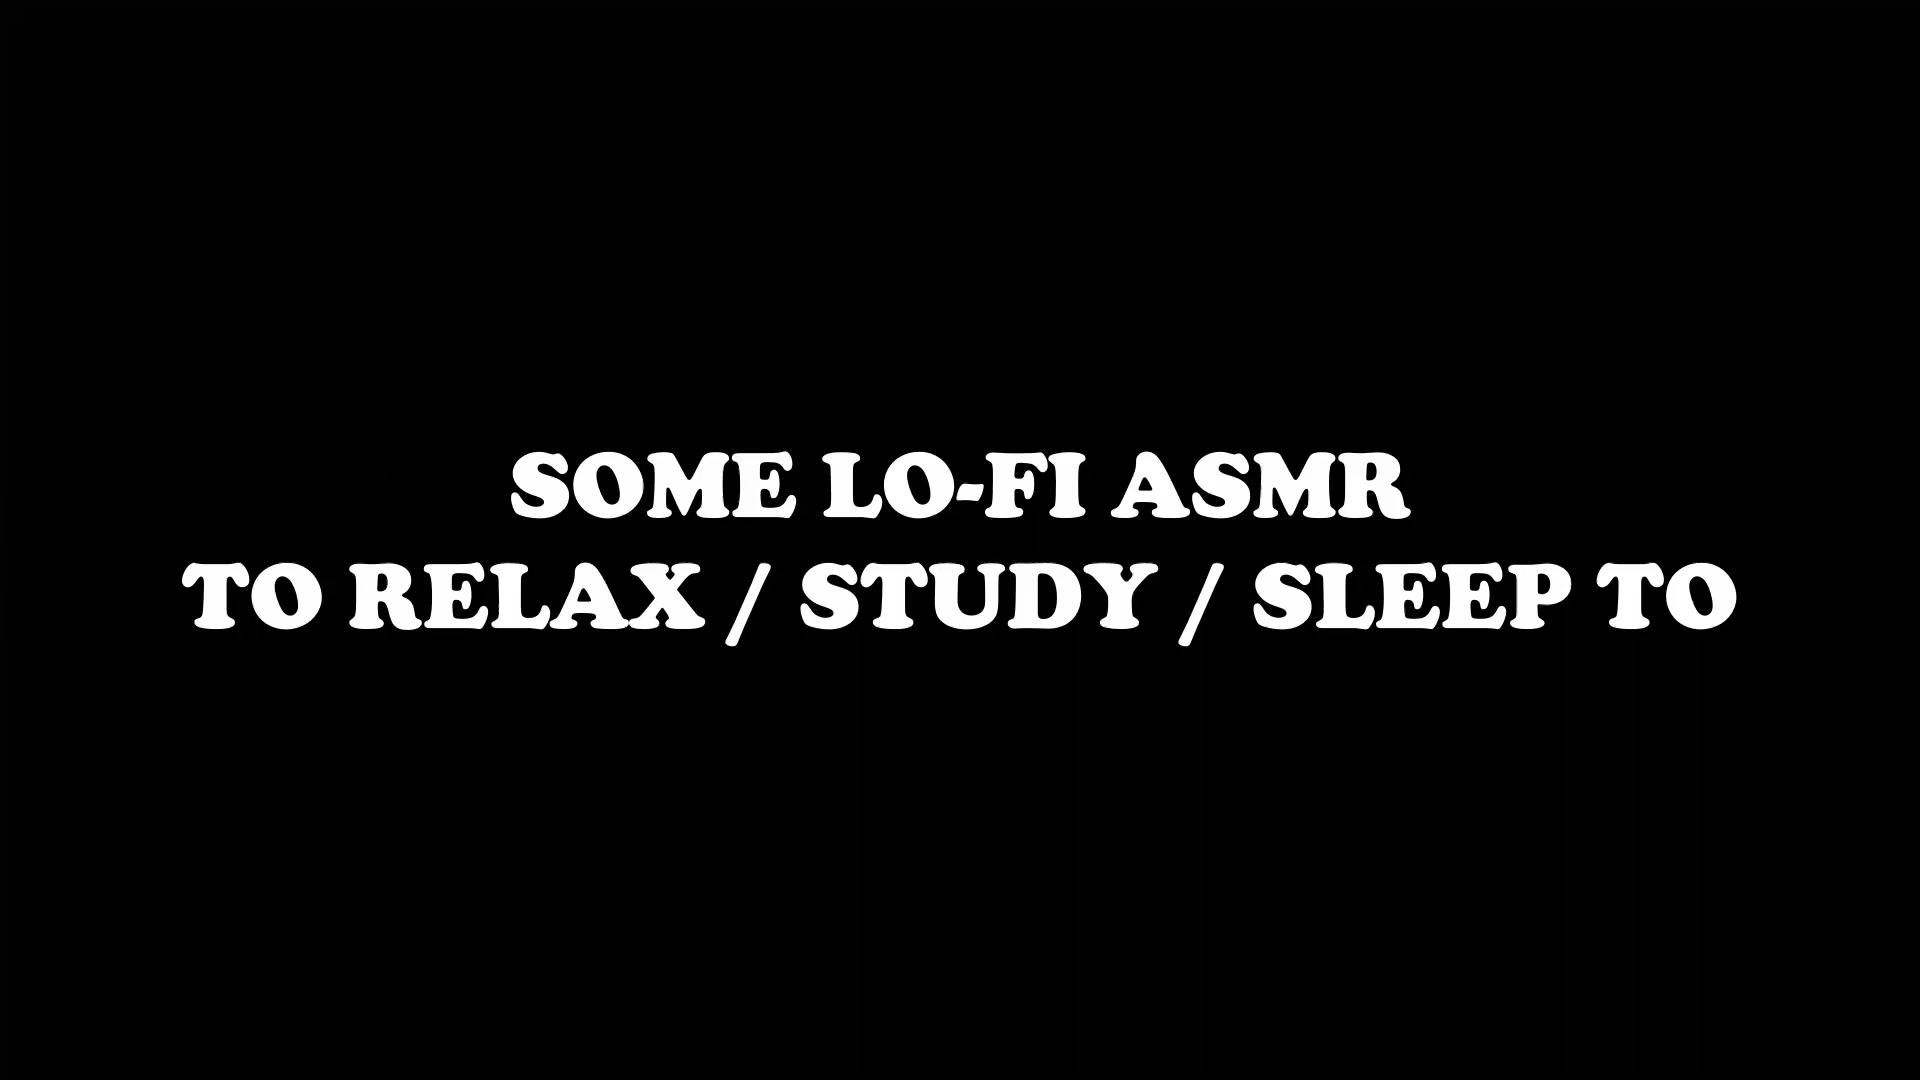 SOME LO-FI ASMR
TO RELAX / STUDY / SLEEP TO